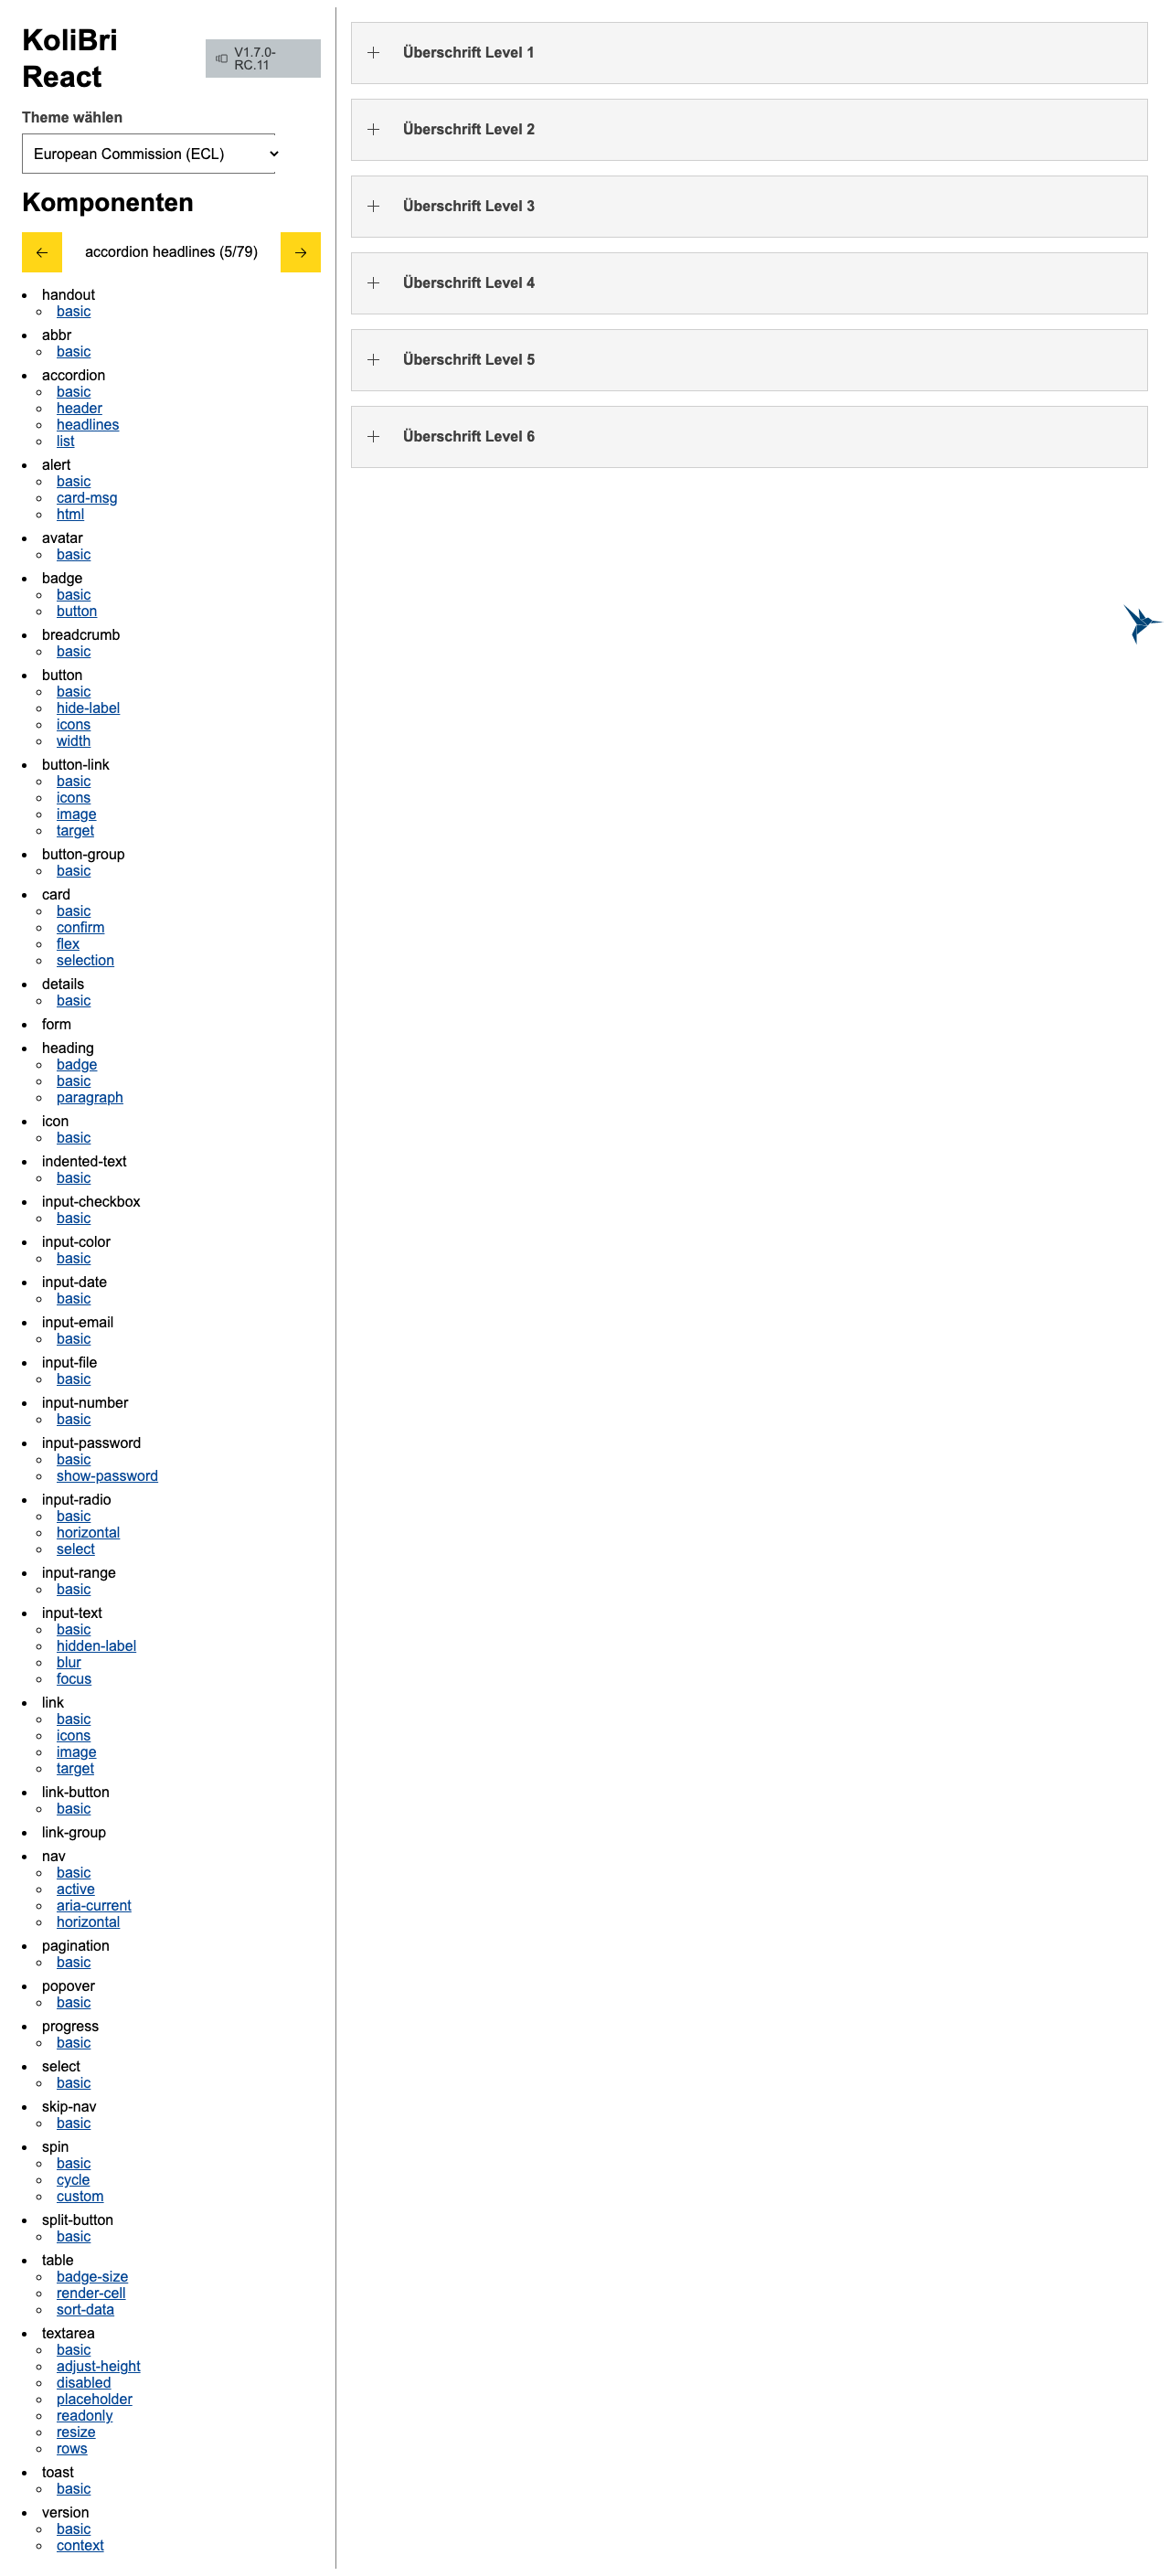 KoliBri
React
V1.7.0-
RC.11
Theme wählen
European Commission (ECL)
Komponenten
accordion headlines (5/79)
handout
basic
abbr
basic
accordion
basic
header
headlines
list
alert
basic
card-msg
html
avatar
basic
badge
basic
button
breadcrumb
basic
button
basic
hide-label
icons
width
button-link
basic
icons
image
target
button-group
basic
card
basic
confirm
flex
selection
details
basic
form
heading
badge
basic
paragraph
icon
basic
indented-text
basic
input-checkbox
basic
input-color
basic
input-date
basic
input-email
basic
input-file
basic
input-number
basic
input-password
basic
show-password
input-radio
basic
horizontal
select
input-range
basic
input-text
basic
hidden-label
blur
focus
link
basic
icons
image
target
link-button
basic
link-group
nav
basic
active
aria-current
horizontal
pagination
basic
popover
basic
progress
basic
select
basic
skip-nav
basic
spin
basic
cycle
custom
split-button
basic
table
badge-size
render-cell
sort-data
textarea
basic
adjust-height
disabled
placeholder
readonly
resize
rows
toast
basic
version
basic
context
Überschrift Level 1
Überschrift Level 2
Überschrift Level 3
Überschrift Level 4
Überschrift Level 5
Überschrift Level 6